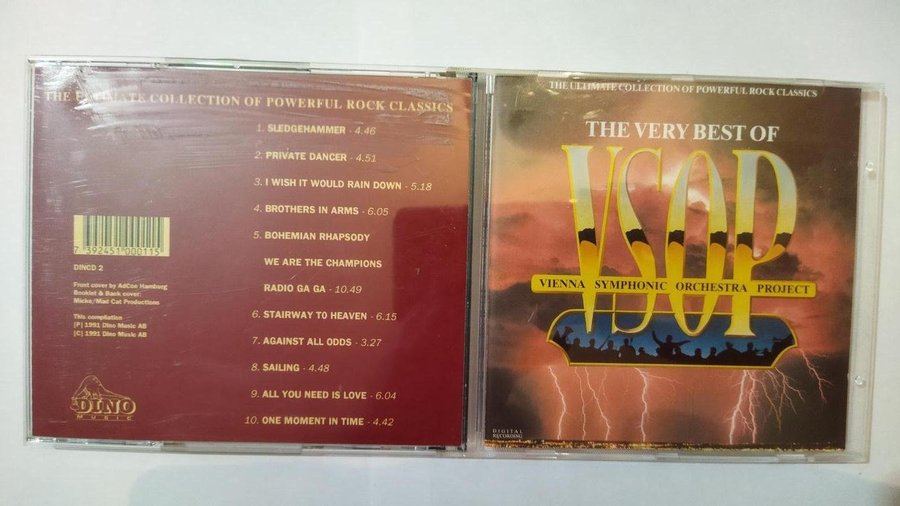 THE ULTIMATE COLLECTION OF POWERFUL ROCK CLASSICS
1. SLEDGEHAMMER - 4.46
2. PRIVATE DANCER - 4.51
3. I WISH IT WOULD RAIN DOWN - 5.18
4. BROTHERS IN ARMS - 6.05
5. BOHEMIAN RHAPSODY
WE ARE THE CHAMPIONS
RADIO GA GA - 10.49
6. STAIRWAY TO HEAVEN - 6.15
7. AGAINST ALL ODDS - 3.27
8. SAILING - 4.48
9. ALL YOU NEED IS LOVE - 6.04
10. ONE MOMENT IN TIME - 4.42
7 392451 000115
DINCD 2
Front cover by AdCoe Hamburg
Booklet & Back cover:
Micke/Mad Cat Productions
This compilation
[P] 1991 Dino Music AB
[C] 1991 Dino Music AB
DINO
MUSIC
THE ULTIMATE COLLECTION OF POWERFUL ROCK CLASSICS
THE VERY BEST OF
VSOP
VIENNA SYMPHONIC ORCHESTRA PROJECT
DIGITAL
RECORDING